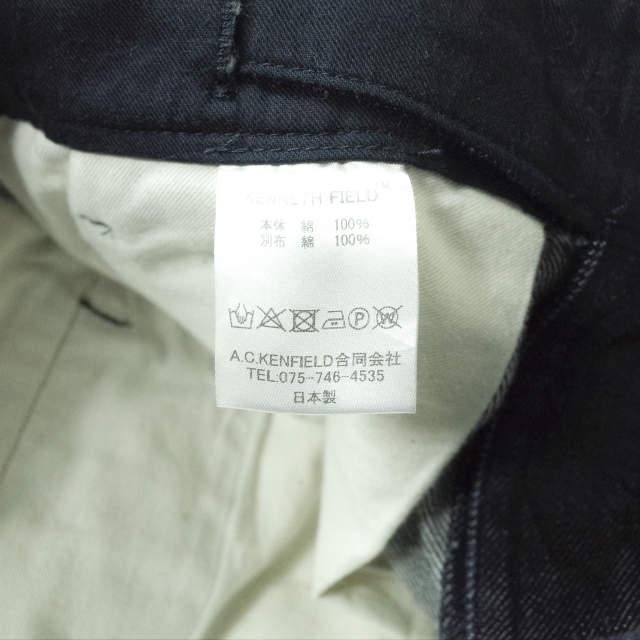 KENNETH FIELD™
本体 綿 100%
別布 綿 100%
A.C.KENFIELD合同会社
TEL:075-746-4535
日本製